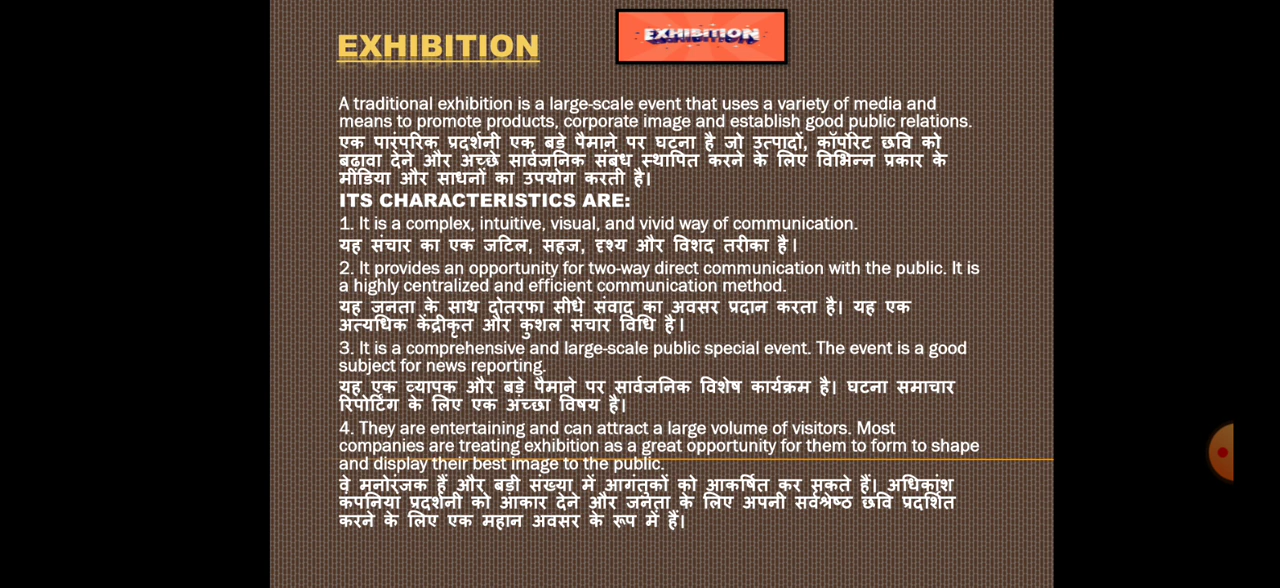 EXHIBITION
EXHIBITION
A traditional exhibition is a large-scale event that uses a variety of media and
means to promote products, corporate image and establish good public relations.
एक पारंपरिक प्रदर्शनी एक बड़े पैमाने पर घटना है जो उत्पादों, कॉर्पोरेट छवि को
बढ़ावा देने और अच्छे सार्वजनिक संबंध स्थापित करने के लिए विभिन्न प्रकार के
मीडिया और साधनों का उपयोग करती है।
ITS CHARACTERISTICS ARE:
1. It is a complex, intuitive, visual, and vivid way of communication.
यह संचार का एक जटिल, सहज, दृश्य और विशद तरीका है।
2. It provides an opportunity for two-way direct communication with the public. It is
a highly centralized and efficient communication method.
यह जनता के साथ दोतरफा सीधे संवाद का अवसर प्रदान करता है। यह एक
अत्यधिक केंद्रीकृत और कुशल संचार विधि है।
3. It is a comprehensive and large-scale public special event. The event is a good
subject for news reporting.
यह एक व्यापक और बड़े पैमाने पर सार्वजनिक विशेष कार्यक्रम है। घटना समाचार
रिपोर्टिंग के लिए एक अच्छा विषय है।
4. They are entertaining and can attract a large volume of visitors. Most
companies are treating exhibition as a great opportunity for them to form to shape
and display their best image to the public.
वे मनोरंजक हैं और बड़ी संख्या में आगंतुकों को आकर्षित कर सकते हैं। अधिकांश
कंपनियां प्रदर्शनी को आकार देने और जनता के लिए अपनी सर्वश्रेष्ठ छवि प्रदर्शित
करने के लिए एक महान अवसर के रूप में हैं।